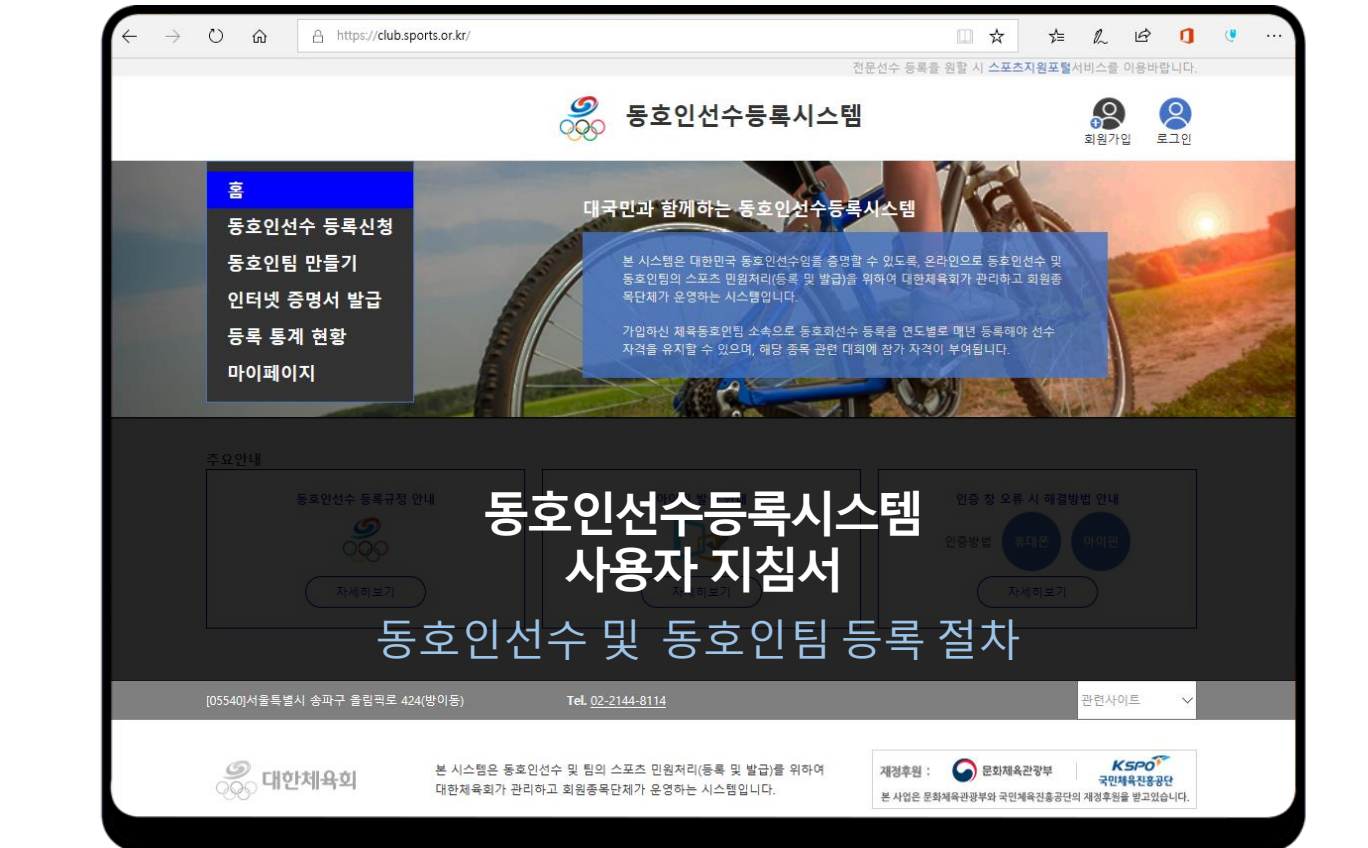 https://club.sports.or.kr/
전문선수 등록을 원할 시 스포츠지원포털서비스를 이용바랍니다.
동호인선수등록시스템
회원가입
로그인
홈
동호인선수 등록신청
동호인팀 만들기
인터넷 증명서 발급
등록 통계 현황
마이페이지
대국민과 함께하는 동호인선수등록시스템
본 시스템은 대한민국 동호인선수임을 증명할 수 있도록, 온라인으로 동호인선수 및
동호인팀의 스포츠 민원처리(등록 및 발급)를 위하여 대한체육회가 관리하고 회원종
목단체가 운영하는 시스템입니다.
가입하신 체육동호인팀 소속으로 동호회선수 등록을 연도별로 매년 등록해야 선수
자격을 유지할 수 있으며, 해당 종목 관련 대회에 참가 자격이 부여됩니다.
주요안내
동호인선수 등록규정 안내
자세히보기
인증 창 오류 시 해결방법 안내
인증방법
휴대폰
아이핀
자세히보기
자세히보기
동호인선수등록시스템
사용자 지침서
동호인선수 및 동호인팀 등록 절차
[05540]서울특별시 송파구 올림픽로 424(방이동)
Tel. 02-2144-8114
관련사이트
대한체육회
본 시스템은 동호인선수 및 팀의 스포츠 민원처리(등록 및 발급)를 위하여
대한체육회가 관리하고 회원종목단체가 운영하는 시스템입니다.
재정후원 :
문화체육관광부
KSPO
국민체육진흥공단
본 사업은 문화체육관광부와 국민체육진흥공단의 재정후원을 받고있습니다.